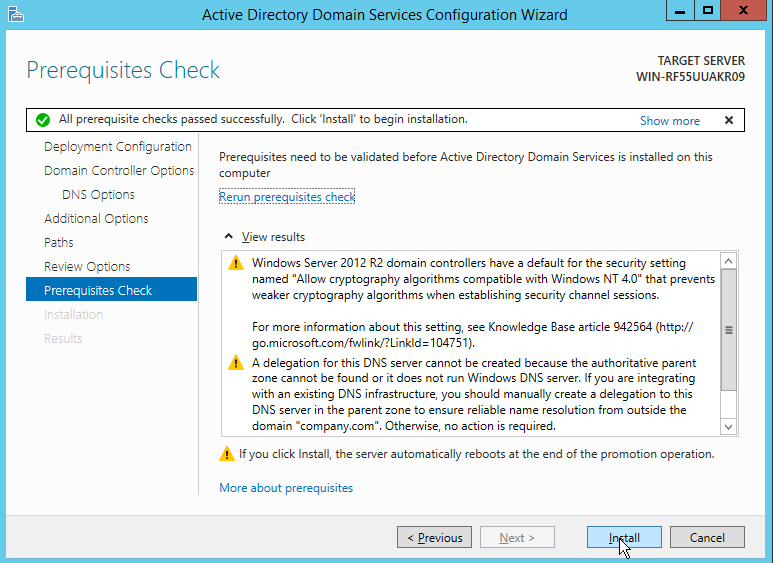 Active Directory Domain Services Configuration Wizard
Prerequisites Check
TARGET SERVER
WIN-RF55UUAKR09
All prerequisite checks passed successfully.  Click 'Install' to begin installation.
Show more
Deployment Configuration
Domain Controller Options
DNS Options
Additional Options
Paths
Review Options
Prerequisites Check
Installation
Results
Prerequisites need to be validated before Active Directory Domain Services is installed on this
computer
Rerun prerequisites check
View results
Windows Server 2012 R2 domain controllers have a default for the security setting
named "Allow cryptography algorithms compatible with Windows NT 4.0" that prevents
weaker cryptography algorithms when establishing security channel sessions.
For more information about this setting, see Knowledge Base article 942564 (http://
go.microsoft.com/fwlink/?LinkId=104751).
A delegation for this DNS server cannot be created because the authoritative parent
zone cannot be found or it does not run Windows DNS server. If you are integrating
with an existing DNS infrastructure, you should manually create a delegation to this
DNS server in the parent zone to ensure reliable name resolution from outside the
domain "company.com". Otherwise, no action is required.
If you click Install, the server automatically reboots at the end of the promotion operation.
More about prerequisites
< Previous
Next >
Install
Cancel